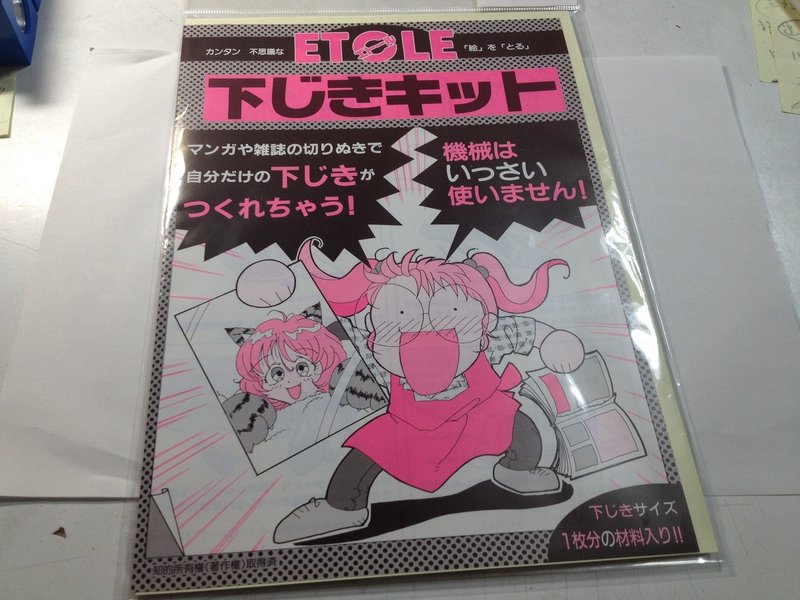 カンタン 不思議な ETOLE 「絵」を「とる」
下じきキット
マンガや雑誌の切りぬきで
自分だけの下じきが
つくれちゃう!
機械は
いっさい
使いません!
下じきサイズ
1枚分の材料入り!!
知的所有権(著作権)取得済